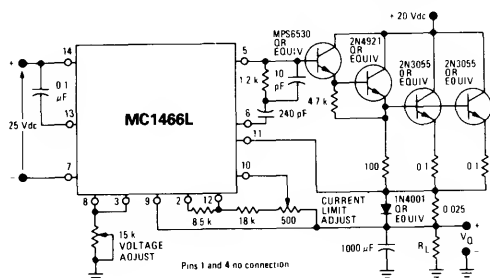 + 20 Vdc
MPS6530
OR
EQUIV
2N4921
OR
EQUIV
2N3055
OR
EQUIV
2N3055
OR
EQUIV
14
5
+
1.2 k
10
pF
0.1
μF
4.7 k
25 Vdc
MC1466L
13
6
240 pF
11
7
10
100
0.1
0.1
-
8
3
9
2
12
CURRENT
LIMIT
ADJUST
1N4001
OR
EQUIV
0.025
8.5 k
18 k
500
+
15 k
VOLTAGE
ADJUST
1000 μF
RL
VO
-
Pins 1 and 4 no connection